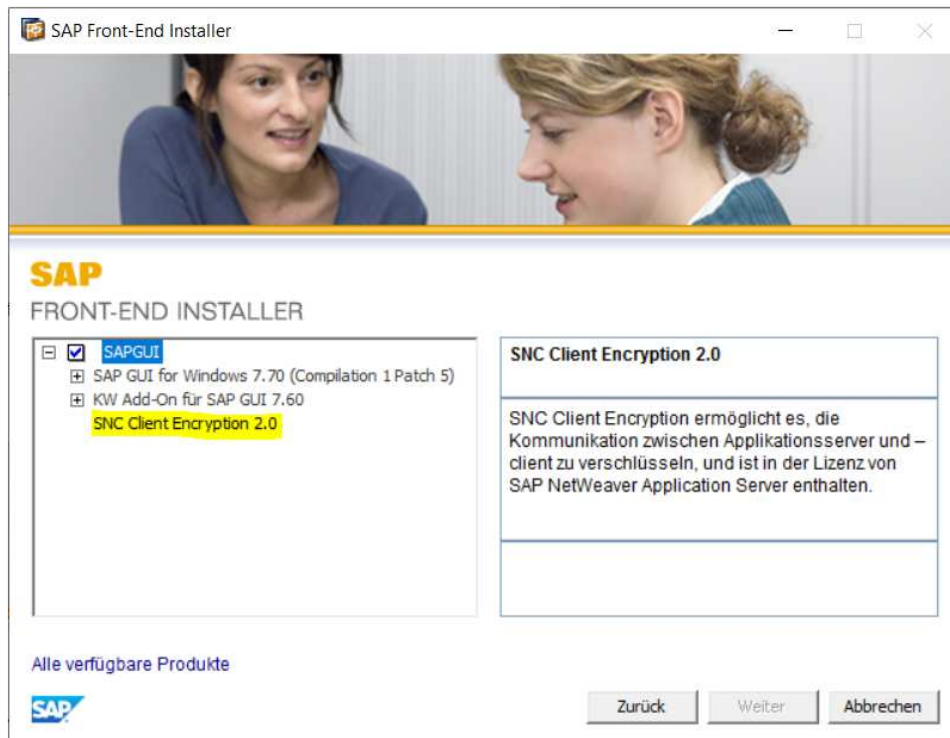 SAP Front-End Installer
SAP
FRONT-END INSTALLER
SAPGUI
SAP GUI for Windows 7.70 (Compilation 1 Patch 5)
KW Add-On für SAP GUI 7.60
SNC Client Encryption 2.0
SNC Client Encryption 2.0
SNC Client Encryption ermöglicht es, die
Kommunikation zwischen Applikationsserver und –
client zu verschlüsseln, und ist in der Lizenz von
SAP NetWeaver Application Server enthalten.
Alle verfügbare Produkte
SAP
Zurück
Weiter
Abbrechen